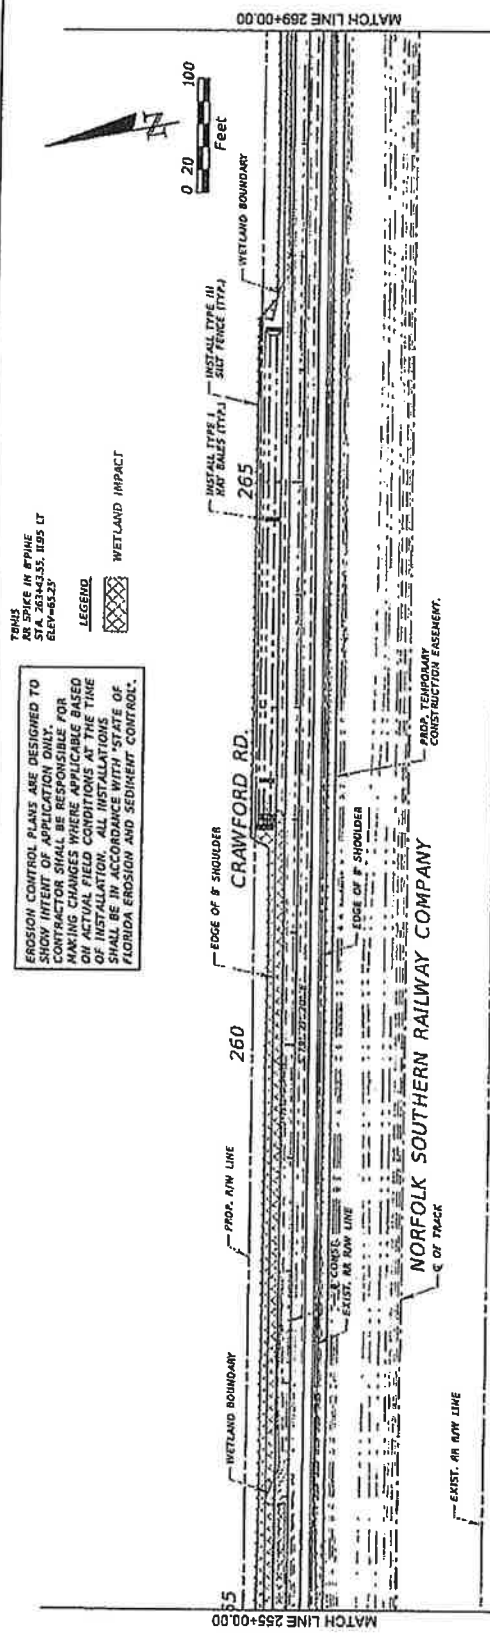 TBM15
RR SPIKE IN 8" PINE
STA. 263+43.55, 11.95 LT
ELEV=65.25'
EROSION CONTROL PLANS ARE DESIGNED TO
SHOW INTENT OF APPLICATION ONLY.
CONTRACTOR SHALL BE RESPONSIBLE FOR
MAKING CHANGES WHERE APPLICABLE BASED
ON ACTUAL FIELD CONDITIONS AT THE TIME
OF INSTALLATION. ALL INSTALLATIONS
SHALL BE IN ACCORDANCE WITH "STATE OF
FLORIDA EROSION AND SEDIMENT CONTROL".
LEGEND
WETLAND IMPACT
N
0 20 100
Feet
WETLAND BOUNDARY
PROP. R/W LINE
EDGE OF 8' SHOULDER
INSTALL TYPE I
HAY BALES (TYP.)
INSTALL TYPE III
SILT FENCE (TYP.)
WETLAND BOUNDARY
55
260
CRAWFORD RD.
265
MATCH LINE 255+00.00
MATCH LINE 269+00.00
℄ CONST.
EXIST. RR R/W LINE
EDGE OF 8' SHOULDER
PROP. TEMPORARY
CONSTRUCTION EASEMENT.
NORFOLK SOUTHERN RAILWAY COMPANY
℄ OF TRACK
EXIST. RR R/W LINE